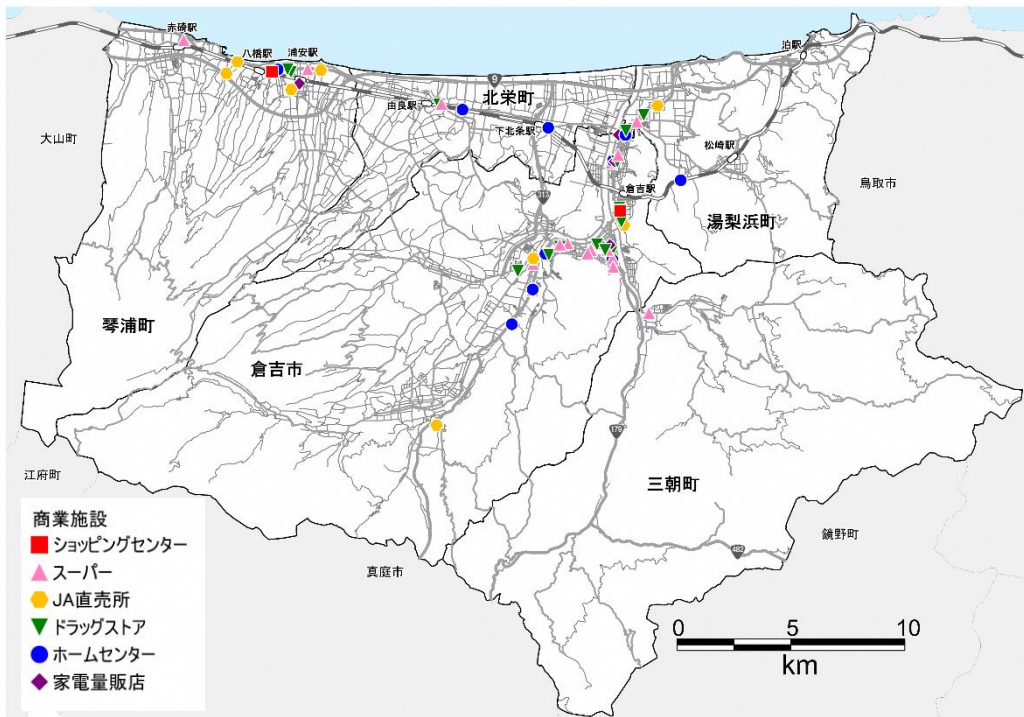 赤碕駅
八橋駅
浦安駅
泊駅
9
北栄町
由良駅
大山町
下北条駅
松崎駅
倉吉駅
鳥取市
313
湯梨浜町
琴浦町
倉吉市
179
三朝町
江府町
鏡野町
482
真庭市
商業施設
ショッピングセンター
スーパー
JA直売所
ドラッグストア
ホームセンター
家電量販店
0 5 10
km